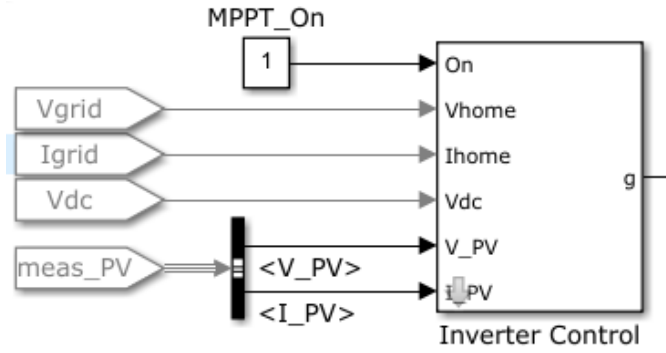 MPPT_On
1
On
Vgrid
Vhome
Igrid
Ihome
Vdc
Vdc
g
meas_PV
V_PV
<V_PV>
I_PV
<I_PV>
Inverter Control